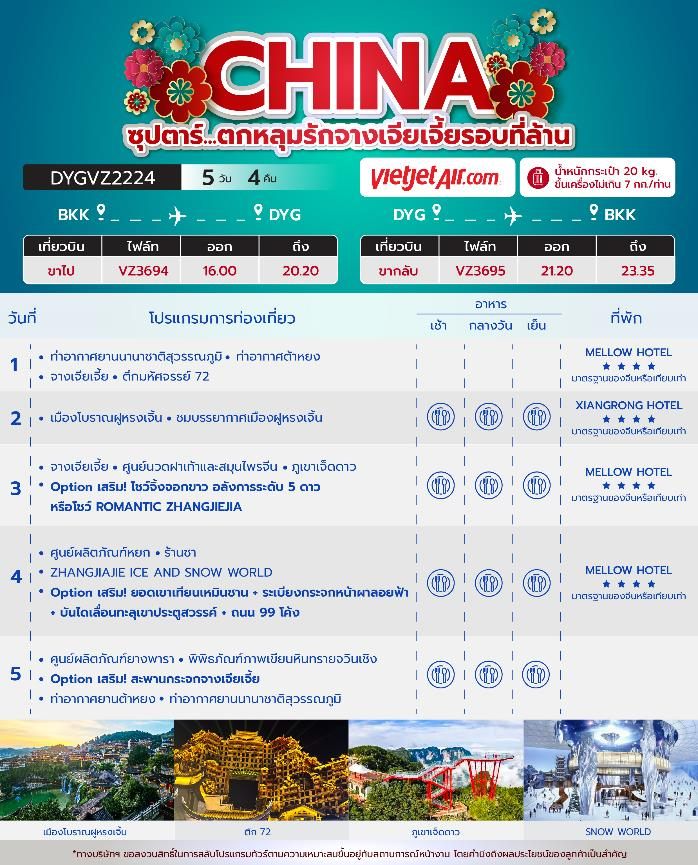 CHINA
ซุปตาร์...ตกหลุมรักจางเจียเจี้ยรอบที่ล้าน
DYGVZ2224 5 วัน 4 คืน
vietjetAir.com
น้ำหนักกระเป๋า 20 kg.
ขึ้นเครื่องไม่เกิน 7 กก./ท่าน
BKK DYG
DYG BKK
เที่ยวบิน ไฟล์ท ออก ถึง
ขาไป VZ3694 16.00 20.20
เที่ยวบิน ไฟล์ท ออก ถึง
ขากลับ VZ3695 21.20 23.35
วันที่ โปรแกรมการท่องเที่ยว อาหาร ที่พัก
เช้า กลางวัน เย็น
1
• ท่าอากาศยานนานาชาติสุวรรณภูมิ • ท่าอากาศต้าหยง
• จางเจียเจี้ย • ตึกมหัศจรรย์ 72
MELLOW HOTEL
★ ★ ★ ★
มาตรฐานของจีนหรือเทียบเท่า
2
• เมืองโบราณฝูหรงเจิ้น • ชมบรรยากาศเมืองฝูหรงเจิ้น
XIANGRONG HOTEL
★ ★ ★ ★
มาตรฐานของจีนหรือเทียบเท่า
3
• จางเจียเจี้ย • ศูนย์นวดฝ่าเท้าและสมุนไพรจีน • ภูเขาเจ็ดดาว
• Option เสริม! โชว์จิ้งจอกขาว อลังการระดับ 5 ดาว
หรือโชว์ ROMANTIC ZHANGJIEJIA
MELLOW HOTEL
★ ★ ★ ★
มาตรฐานของจีนหรือเทียบเท่า
4
• ศูนย์ผลิตภัณฑ์หยก • ร้านชา
• ZHANGJIAJIE ICE AND SNOW WORLD
• Option เสริม! ยอดเขาเทียนเหมินซาน + ระเบียงกระจกหน้าผาลอยฟ้า
+ บันไดเลื่อนทะลุเขาประตูสวรรค์ + ถนน 99 โค้ง
MELLOW HOTEL
★ ★ ★ ★
มาตรฐานของจีนหรือเทียบเท่า
5
• ศูนย์ผลิตภัณฑ์ยางพารา • พิพิธภัณฑ์ภาพเขียนหินทรายจวินเชิง
• Option เสริม! สะพานกระจกจางเจียเจี้ย
• ท่าอากาศยานต้าหยง • ท่าอากาศยานนานาชาติสุวรรณภูมิ
เมืองโบราณฝูหรงเจิ้น ตึก 72 ภูเขาเจ็ดดาว SNOW WORLD
*ทางบริษัทฯ ขอสงวนสิทธิ์ในการสลับโปรแกรมทัวร์ตามความเหมาะสมขึ้นอยู่กับสถานการณ์หน้างาน โดยคำนึงถึงผลประโยชน์ของลูกค้าเป็นสำคัญ